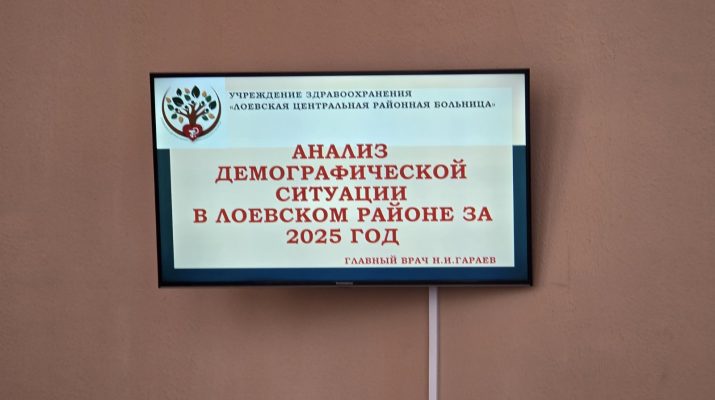 УЧРЕЖДЕНИЕ ЗДРАВООХРАНЕНИЯ
«ЛОЕВСКАЯ ЦЕНТРАЛЬНАЯ РАЙОННАЯ БОЛЬНИЦА»
АНАЛИЗ
ДЕМОГРАФИЧЕСКОЙ
СИТУАЦИИ
В ЛОЕВСКОМ РАЙОНЕ ЗА
2025 ГОД
ГЛАВНЫЙ ВРАЧ Н.И.ГАРАЕВ